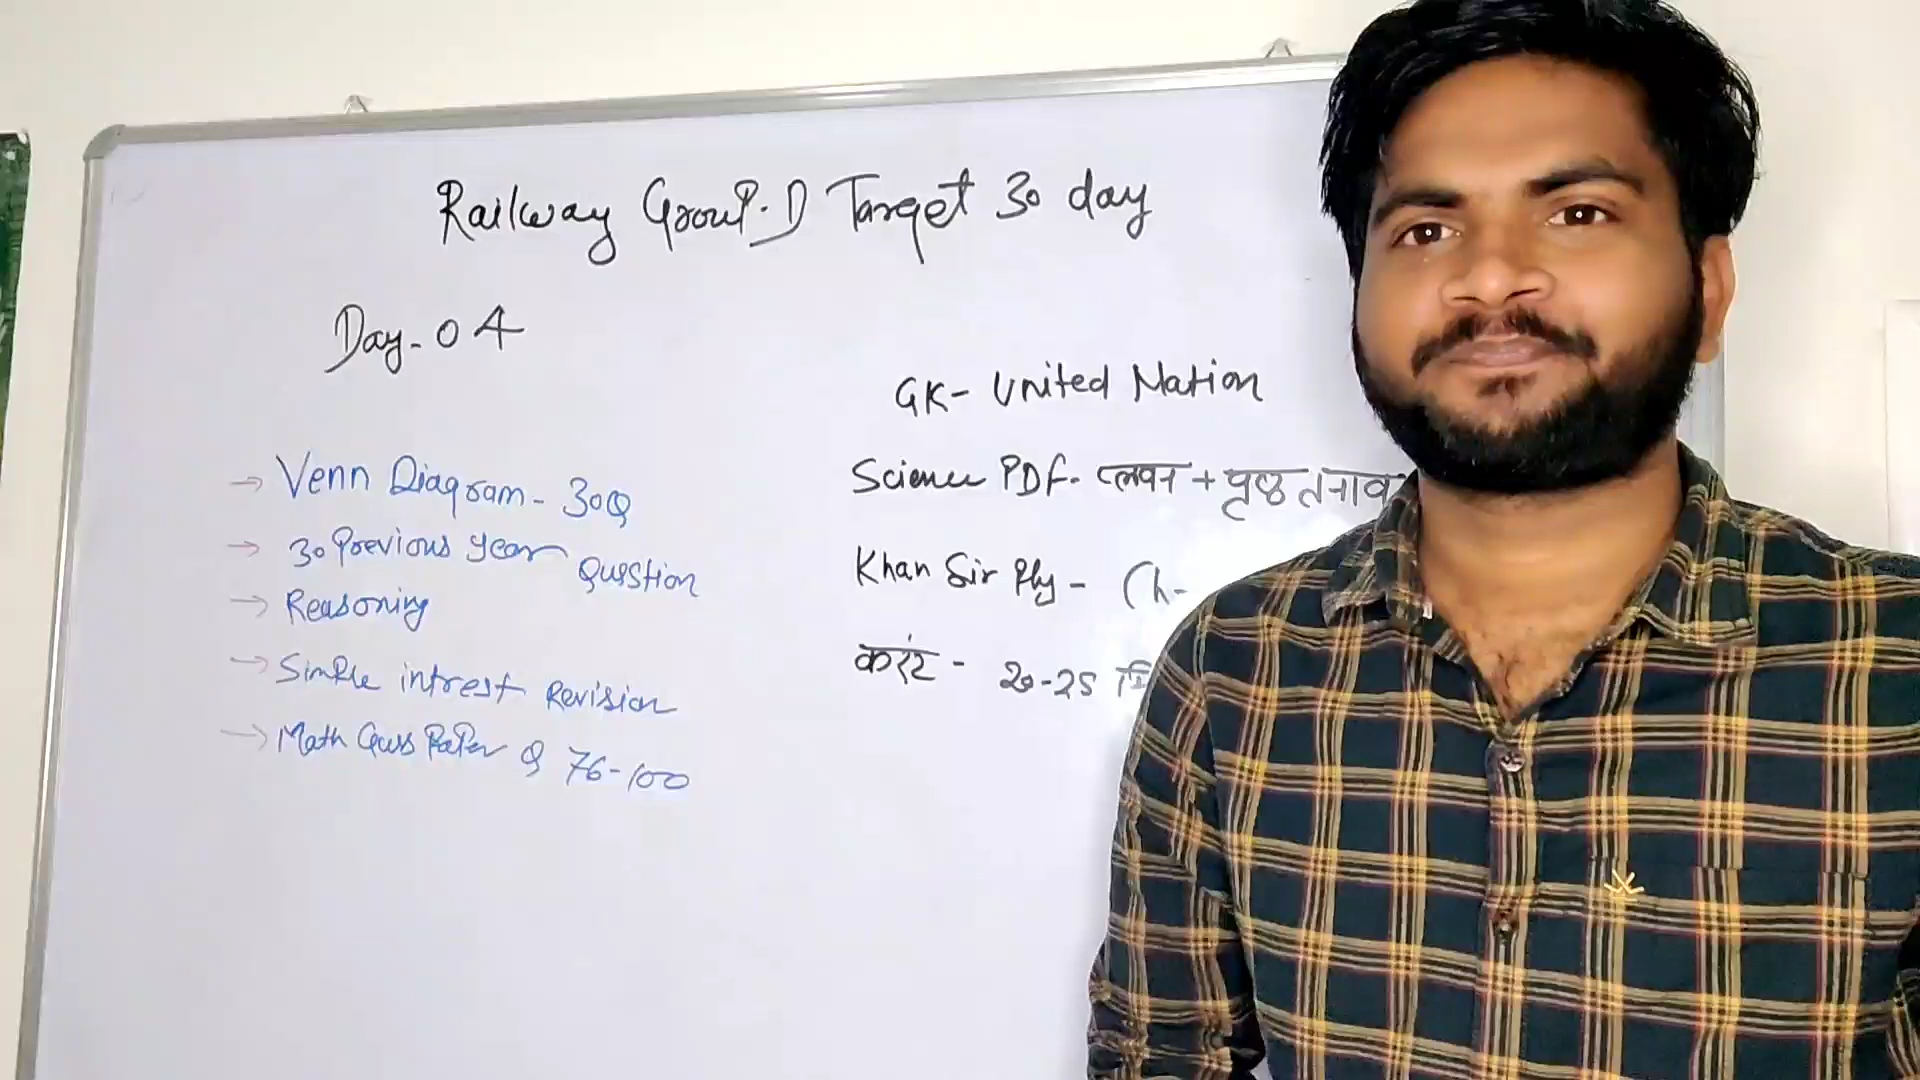 Railway Group.D Target 30 day
Day-04
→ Venn Diagram - 30Q
→ 30 Previous year Question
→ Reasoning
→ Simple intrest Revision
→ Math Guss PaPer Q 76-100
GK- United Nation
Science PDF- प्लवन + पृष्ठ तनाव
Khan Sir Phy - Ch-
करंट - 20-25